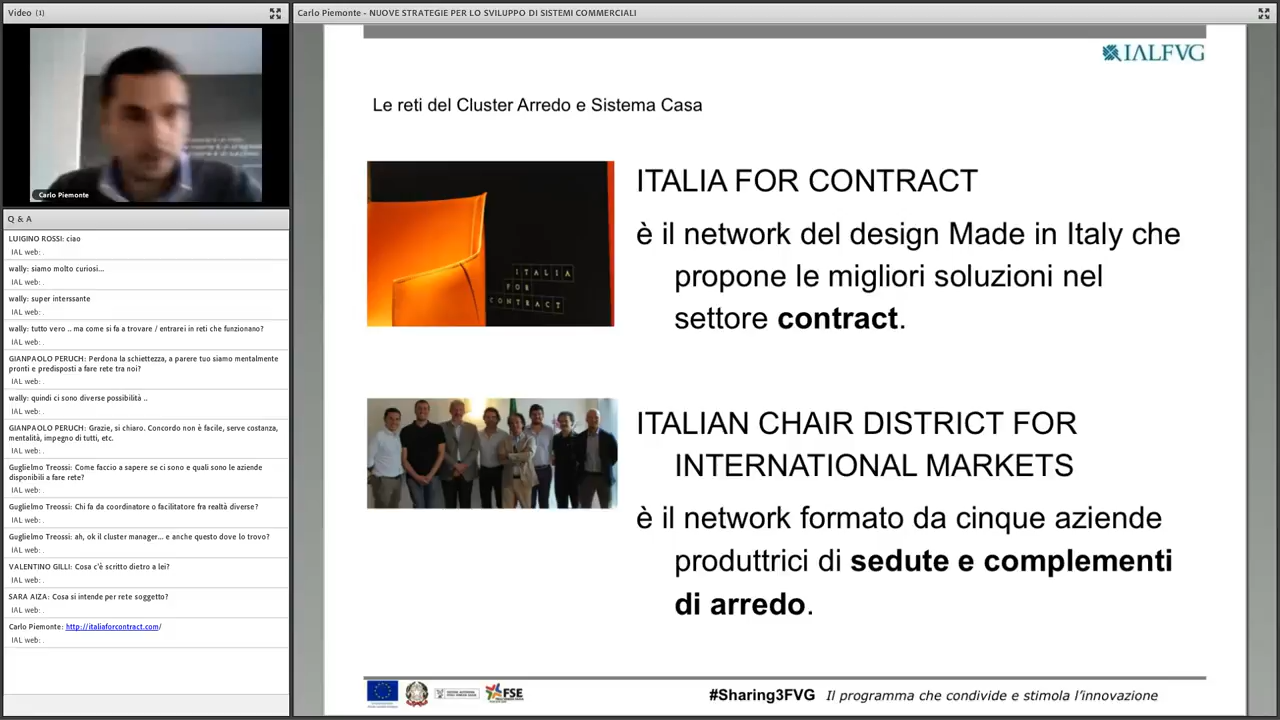 Video (1)
Carlo Piemonte - NUOVE STRATEGIE PER LO SVILUPPO DI SISTEMI COMMERCIALI
Carlo Piemonte
Q & A
LUIGINO ROSSI: ciao
IAL web: .
wally: siamo molto curiosi...
IAL web: .
wally: super interssante
IAL web: .
wally: tutto vero .. ma come si fa a trovare / entrarei in reti che funzionano?
IAL web: .
GIANPAOLO PERUCH: Perdona la schiettezza, a parere tuo siamo mentalmente
pronti e predisposti a fare rete tra noi?
IAL web: .
wally: quindi ci sono diverse possibilità ..
IAL web: .
GIANPAOLO PERUCH: Grazie, si chiaro. Concordo non è facile, serve costanza,
mentalità, impegno di tutti, etc.
IAL web: .
Guglielmo Treossi: Come faccio a sapere se ci sono e quali sono le aziende
disponibili a fare rete?
IAL web: .
Guglielmo Treossi: Chi fa da coordinatore o facilitatore fra realtà diverse?
IAL web: .
Guglielmo Treossi: ah, ok il cluster manager... e anche questo dove lo trovo?
IAL web: .
VALENTINO GILLI: Cosa c'è scritto dietro a lei?
IAL web: .
SARA AIZA: Cosa si intende per rete soggetto?
IAL web: .
Carlo Piemonte: http://italiaforcontract.com/
IAL web: .
IALFVG
Le reti del Cluster Arredo e Sistema Casa
ITALIA
FOR
CONTRACT
ITALIA FOR CONTRACT
è il network del design Made in Italy che
propone le migliori soluzioni nel
settore contract.
ITALIAN CHAIR DISTRICT FOR
INTERNATIONAL MARKETS
è il network formato da cinque aziende
produttrici di sedute e complementi
di arredo.
FSE
#Sharing3FVG Il programma che condivide e stimola l'innovazione